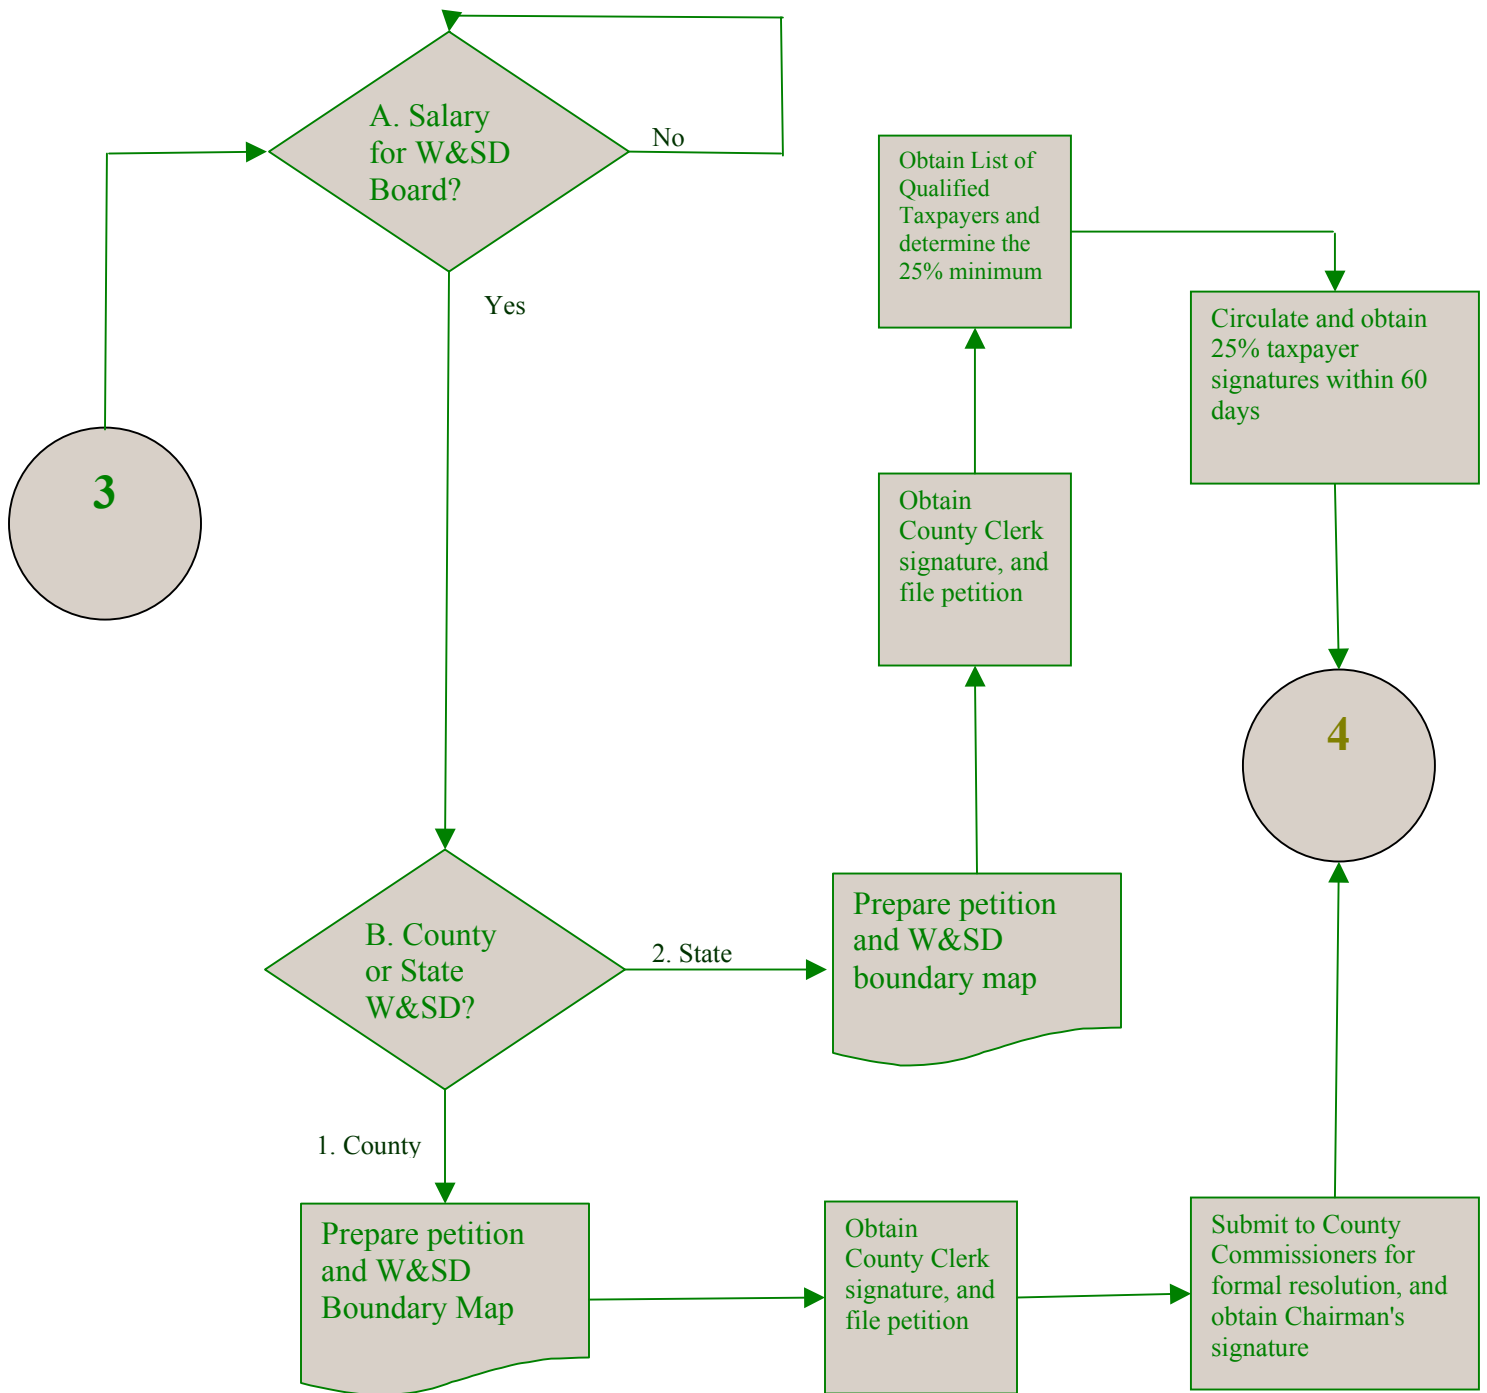 A. Salary
for W&SD
Board?
No
Yes
3
Obtain List of
Qualified
Taxpayers and
determine the
25% minimum
Circulate and obtain
25% taxpayer
signatures within 60
days
Obtain
County Clerk
signature, and
file petition
4
B. County
or State
W&SD?
2. State
Prepare petition
and W&SD
boundary map
1. County
Prepare petition
and W&SD
Boundary Map
Obtain
County Clerk
signature, and
file petition
Submit to County
Commissioners for
formal resolution, and
obtain Chairman's
signature